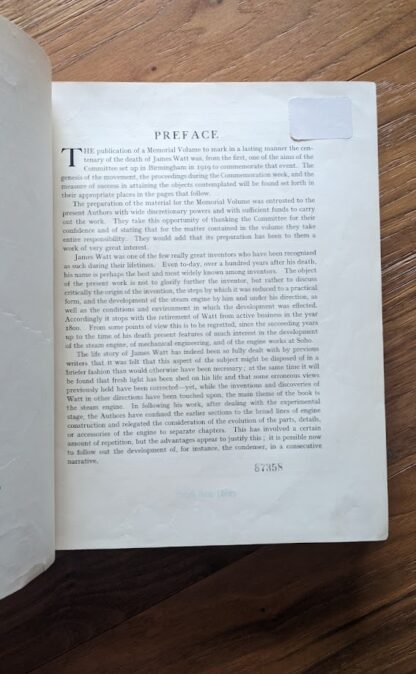 PREFACE
THE publication of a Memorial Volume to mark in a lasting manner the cen-
tenary of the death of James Watt was, from the first, one of the aims of the
Committee set up in Birmingham in 1919 to commemorate that event. The
genesis of the movement, the proceedings during the Commemoration week, and the
measure of success in attaining the objects contemplated will be found set forth in
their appropriate places in the pages that follow.
The preparation of the material for the Memorial Volume was entrusted to the
present Authors with wide discretionary powers and with sufficient funds to carry
out the work. They take this opportunity of thanking the Committee for their
confidence and of stating that for the matter contained in the volume they take
entire responsibility. They would add that its preparation has been to them a
work of very great interest.
James Watt was one of the few really great inventors who have been recognized
as such during their life-times. Even to-day, over a hundred years after his death,
his name is perhaps the best and most widely known among inventors. The object
of the present work is not to glorify further the inventor, but rather to discuss
critically the origin of the invention, the steps by which it was reduced to a practical
form, and the development of the steam engine by him and under his direction, as
well as the conditions and environment in which the development was effected.
Accordingly it stops with the retirement of Watt from active business in the year
1800. From some points of view this is to be regretted, since the succeeding years
up to the time of his death present features of much interest in the development
of the steam engine, of mechanical engineering, and of the engine works at Soho.
The life story of James Watt has indeed been so fully dealt with by previous
writers that it was felt that this aspect of the subject might be disposed of in a
briefer fashion than would otherwise have been necessary; at the same time it will
be found that fresh light has been shed on his life and that some erroneous views
previously held have been corrected—yet, while the inventions and discoveries of
Watt in other directions have been touched upon, the main theme of the book is
the steam engine. In following his work, after dealing with the experimental
stage, the Authors have confined the earlier sections to the broad lines of engine
construction and relegated the consideration of the evolution of the parts, details,
or accessories of the engine to separate chapters. This has involved a certain
amount of repetition, but the advantages appear to justify this; it is possible now
to follow out the development of, for instance, the condenser, in a consecutive
narrative.
67358